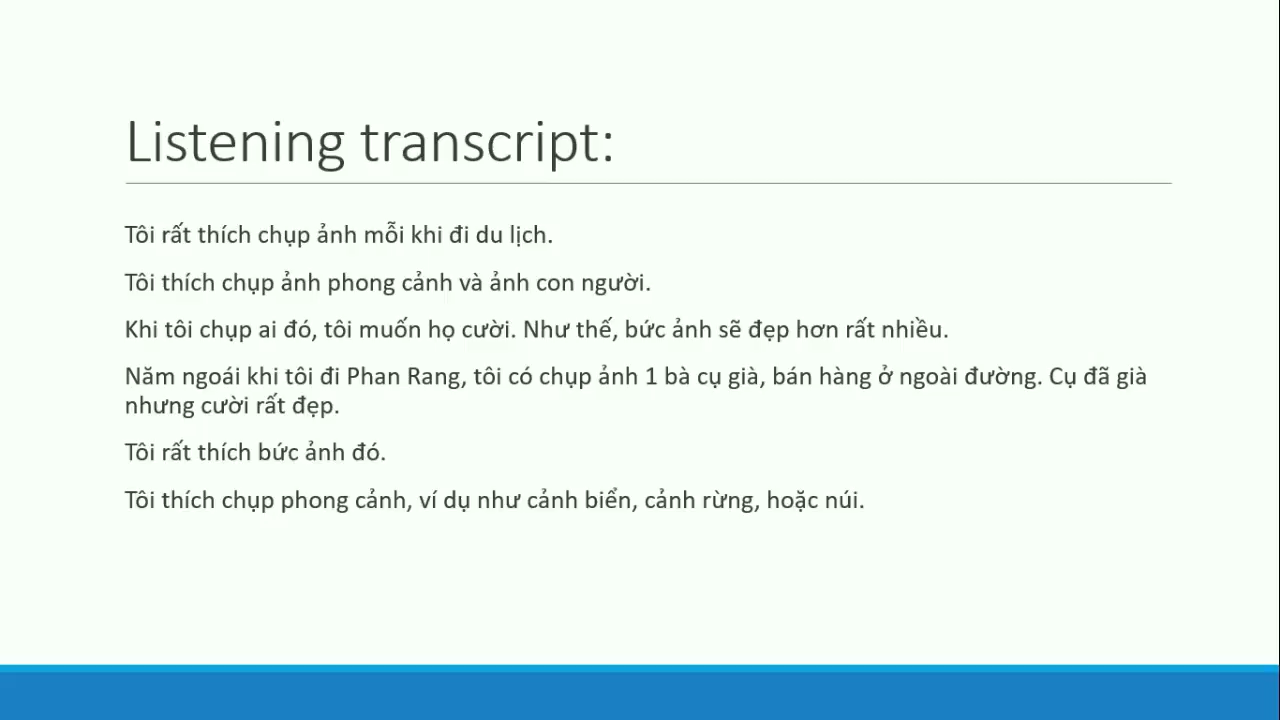 Listening transcript:
Tôi rất thích chụp ảnh mỗi khi đi du lịch.
Tôi thích chụp ảnh phong cảnh và ảnh con người.
Khi tôi chụp ai đó, tôi muốn họ cười. Như thế, bức ảnh sẽ đẹp hơn rất nhiều.
Năm ngoái khi tôi đi Phan Rang, tôi có chụp ảnh 1 bà cụ già, bán hàng ở ngoài đường. Cụ đã già
nhưng cười rất đẹp.
Tôi rất thích bức ảnh đó.
Tôi thích chụp phong cảnh, ví dụ như cảnh biển, cảnh rừng, hoặc núi.